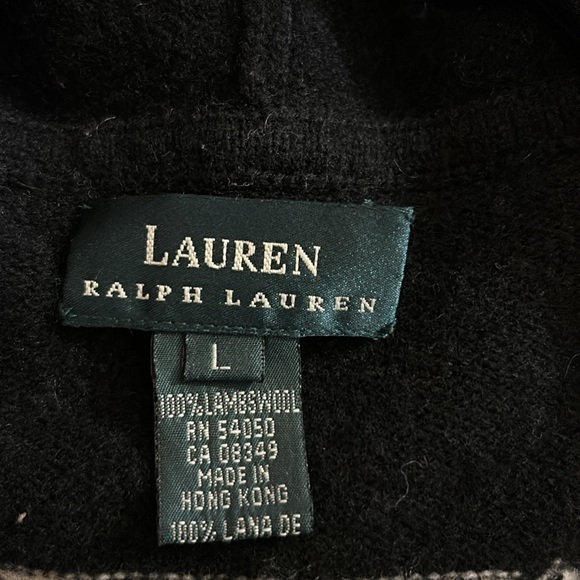 LAUREN
RALPH LAUREN
L
100% LAMBSWOOL
RN 54050
CA 08349
MADE IN
HONG KONG
100% LANA DE